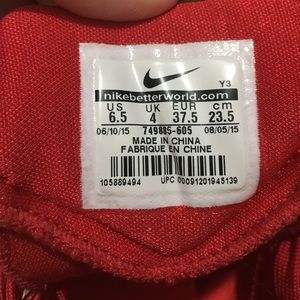 Y3
nikebetterworld.com
US UK EUR cm
6.5 4 37.5 23.5
06/10/15 749885-605 08/05/15
MADE IN CHINA
FABRIQUE EN CHINE
105889494 UPC 00091201945139